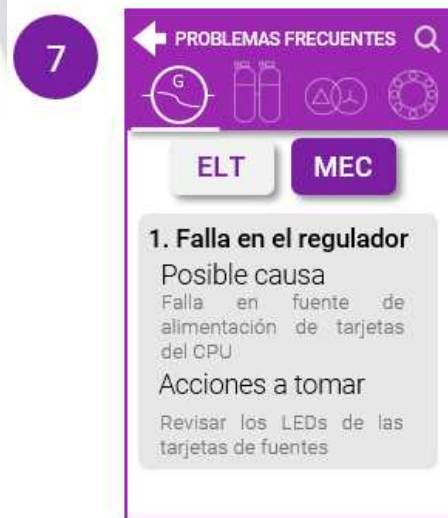 7
PROBLEMAS FRECUENTES
G
ELT
MEC
1. Falla en el regulador
Posible causa
Falla en fuente de
alimentación de tarjetas
del CPU
Acciones a tomar
Revisar los LEDs de las
tarjetas de fuentes